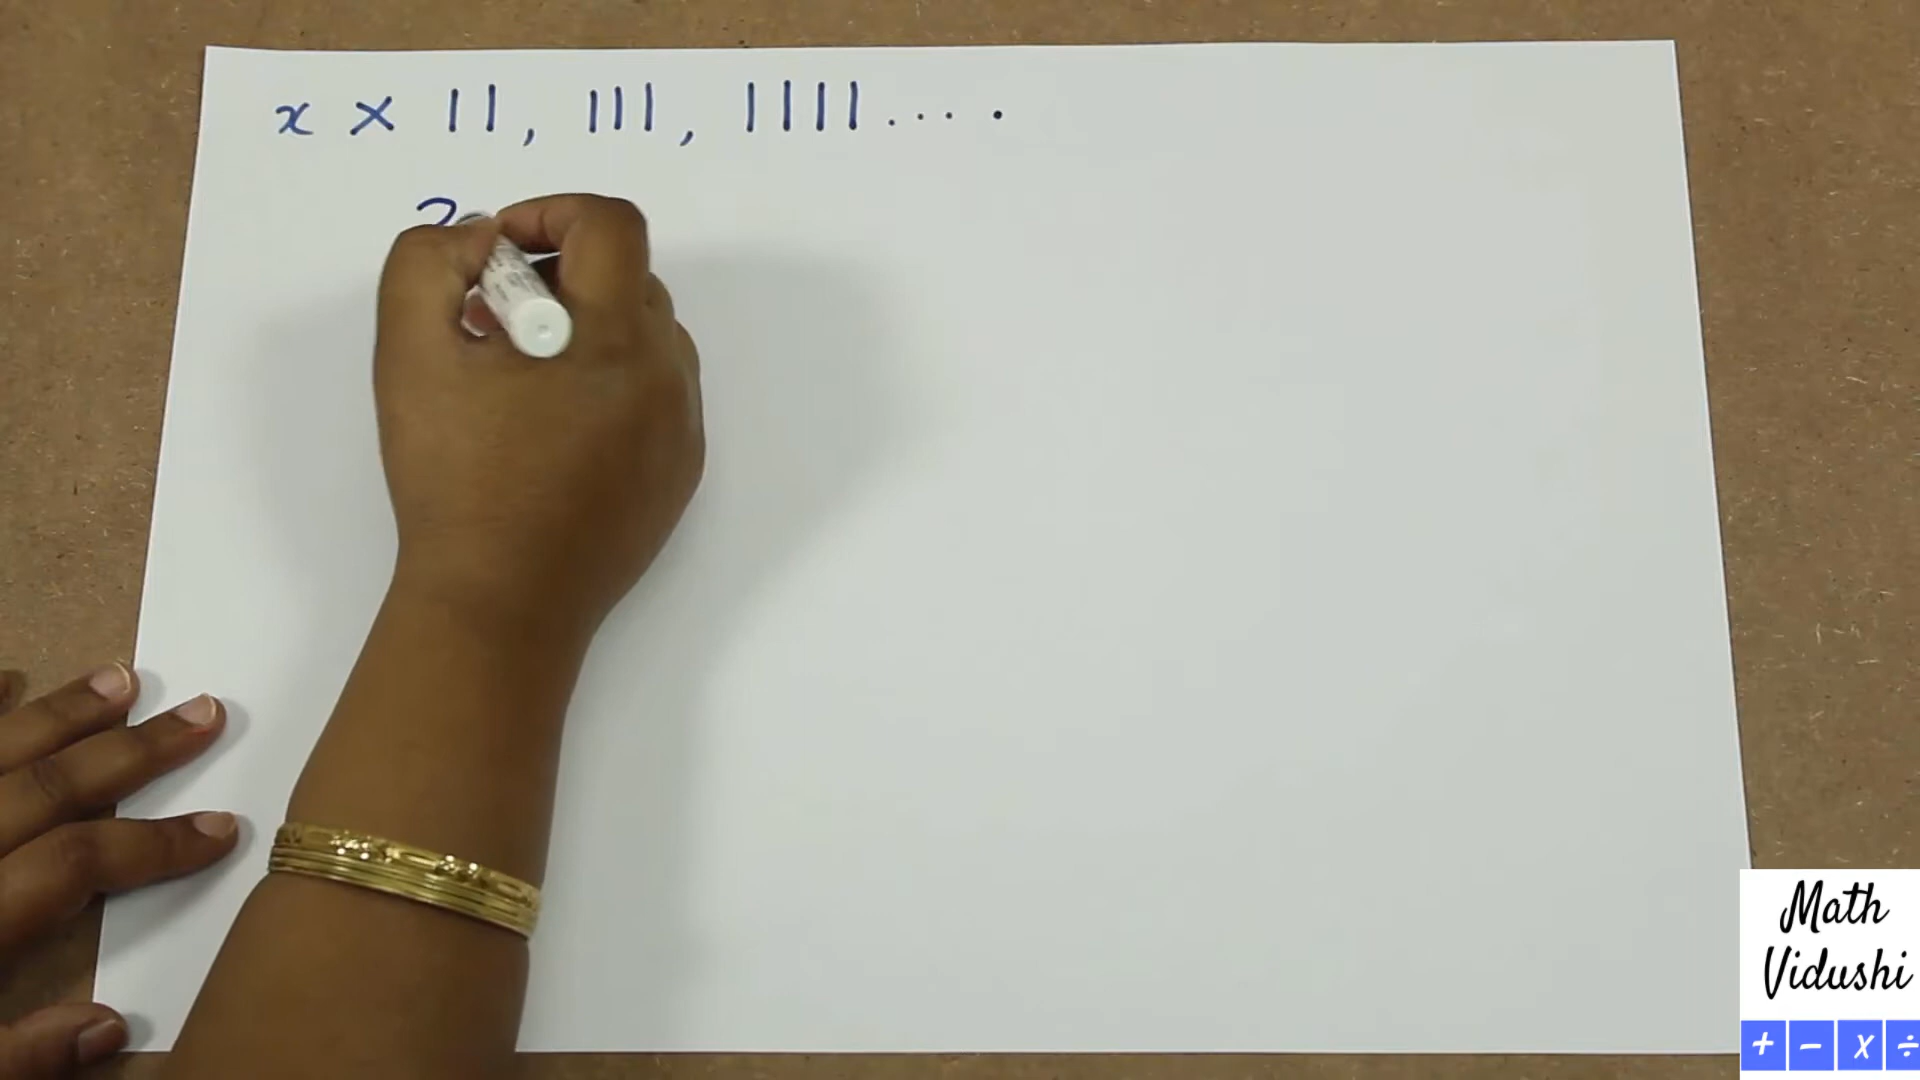 x × 11, 111, 1111.... .
Math
Vidushi
+ − x ÷